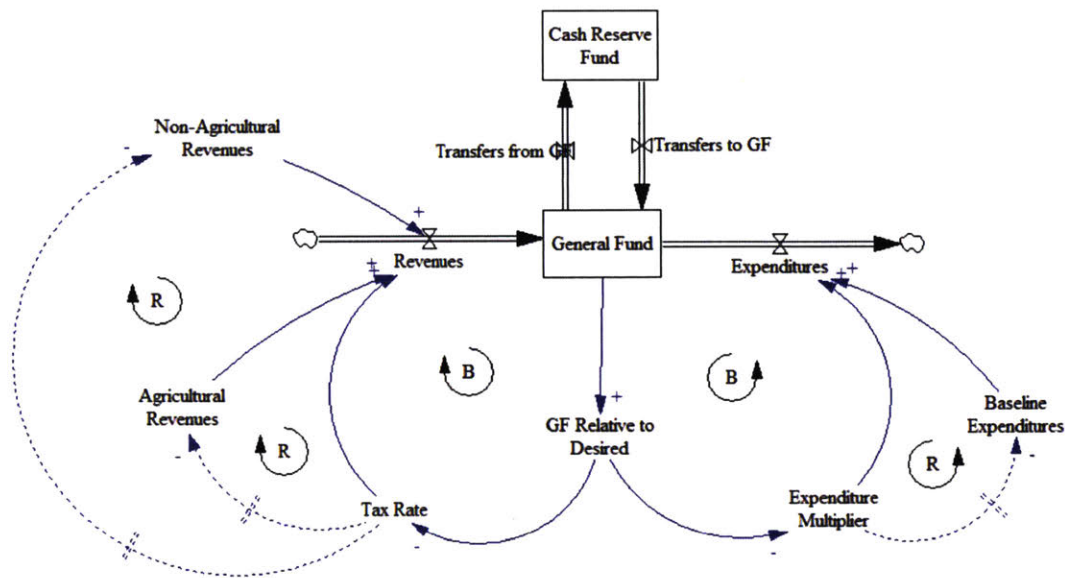 Cash Reserve
Fund
Non-Agricultural
Revenues
-
Transfers from GF
Transfers to GF
+
General Fund
Revenues
Expenditures
+
+
+
+
R
B
B
Agricultural
Revenues
+
GF Relative to
Desired
Baseline
Expenditures
R
R
-
-
Tax Rate
Expenditure
Multiplier
-
-